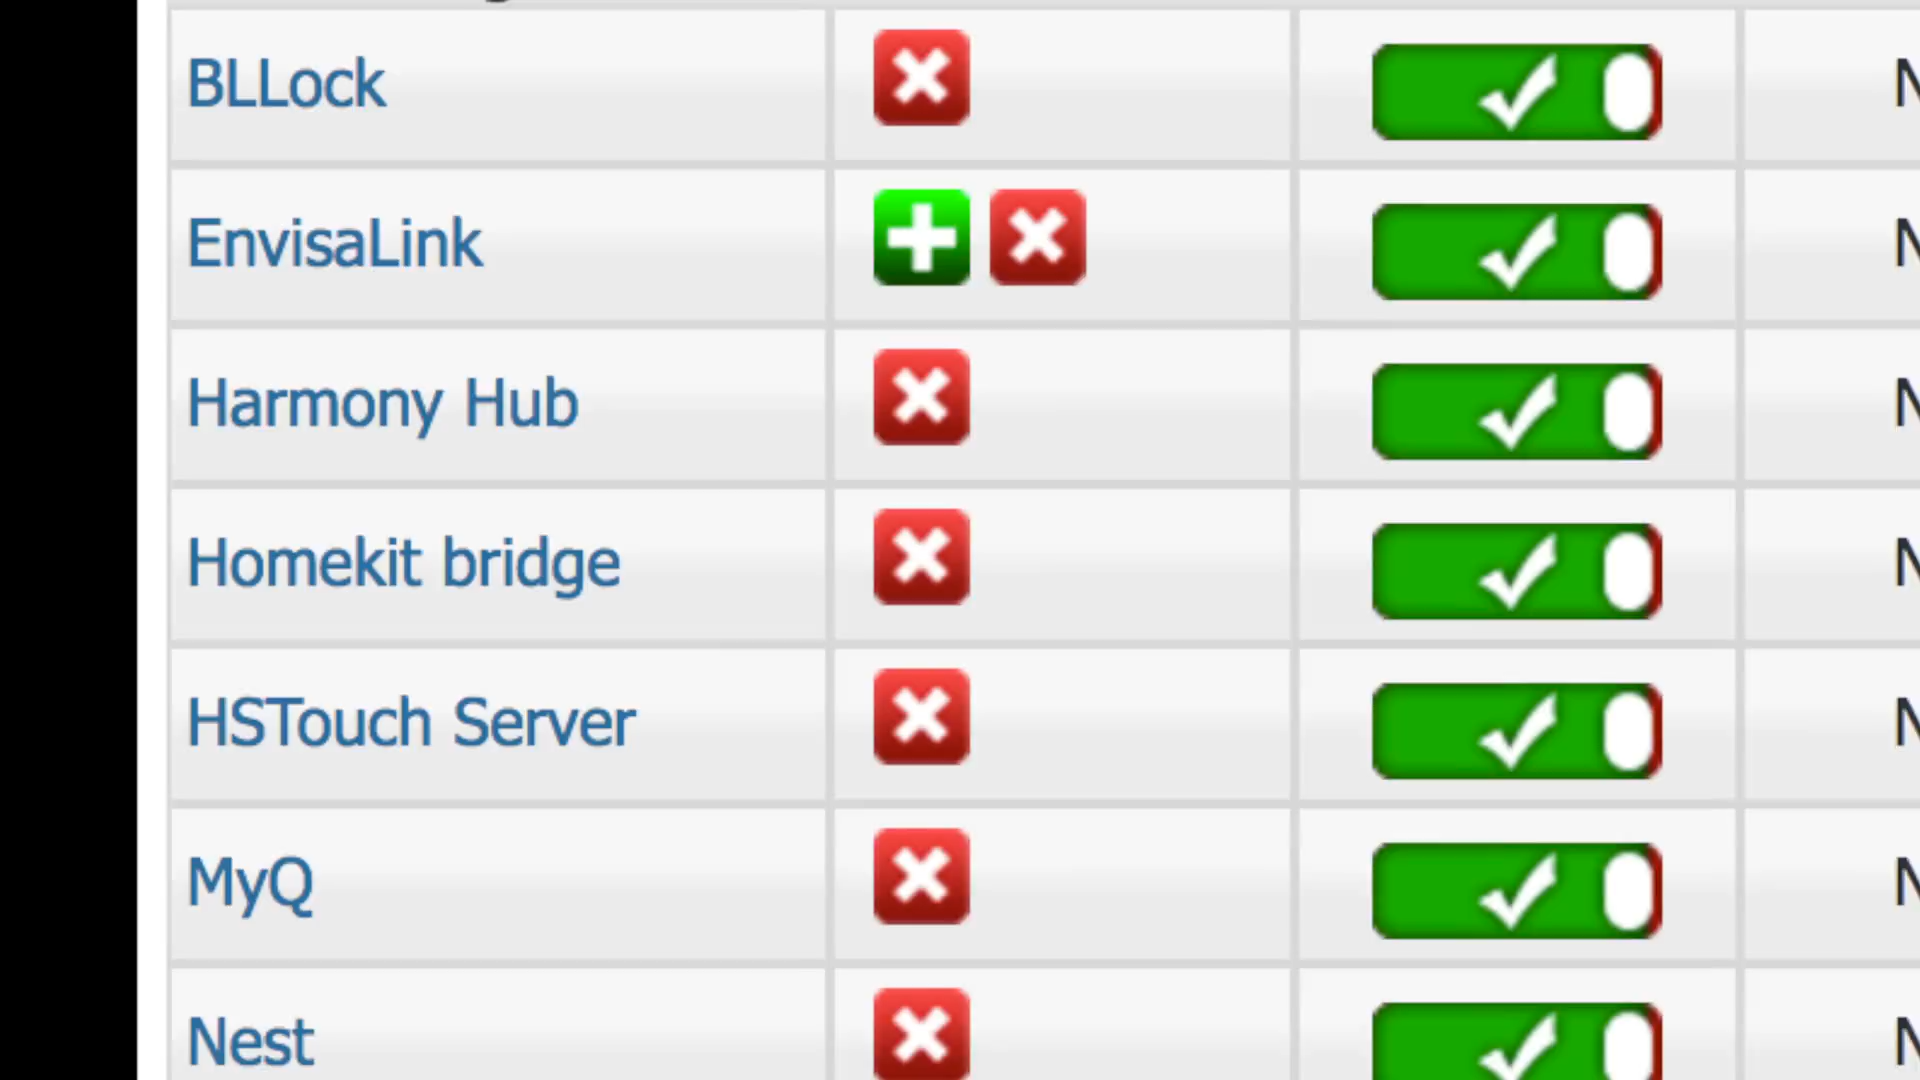 BLLock
EnvisaLink
Harmony Hub
Homekit bridge
HSTouch Server
MyQ
Nest